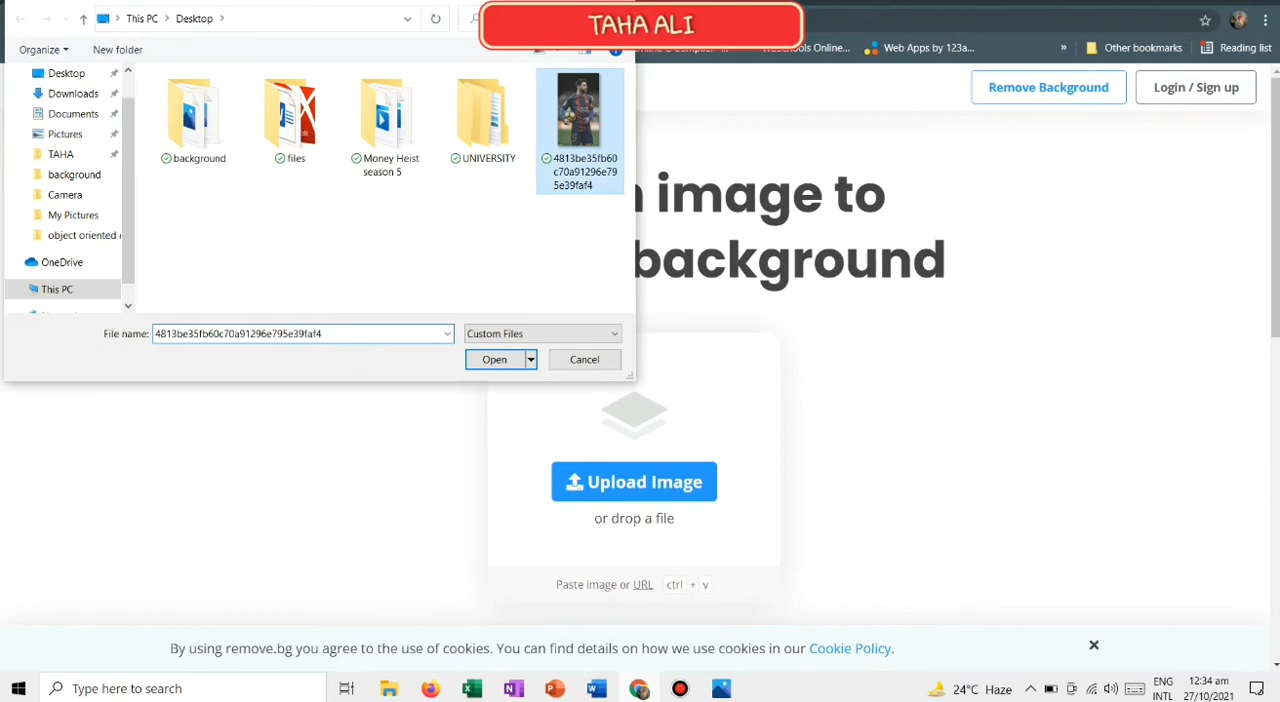 This PC
Desktop
TAHA ALI
Organize
New folder
Web Apps by 123a...
»
Other bookmarks
Reading list
Desktop
Downloads
Documents
Pictures
TAHA
background
Camera
My Pictures
object oriented
OneDrive
This PC
background
files
Money Heist
season 5
UNIVERSITY
4813be35fb60
c70a91296e79
5e39faf4
File name:
4813be35fb60c70a91296e795e39faf4
Custom Files
Open
Cancel
Remove Background
Login / Sign up
image to
background
Upload Image
or drop a file
Paste image or URL ctrl + v
By using remove.bg you agree to the use of cookies. You can find details on how we use cookies in our Cookie Policy.
Type here to search
24°C Haze
ENG
INTL
12:34 am
27/10/2021